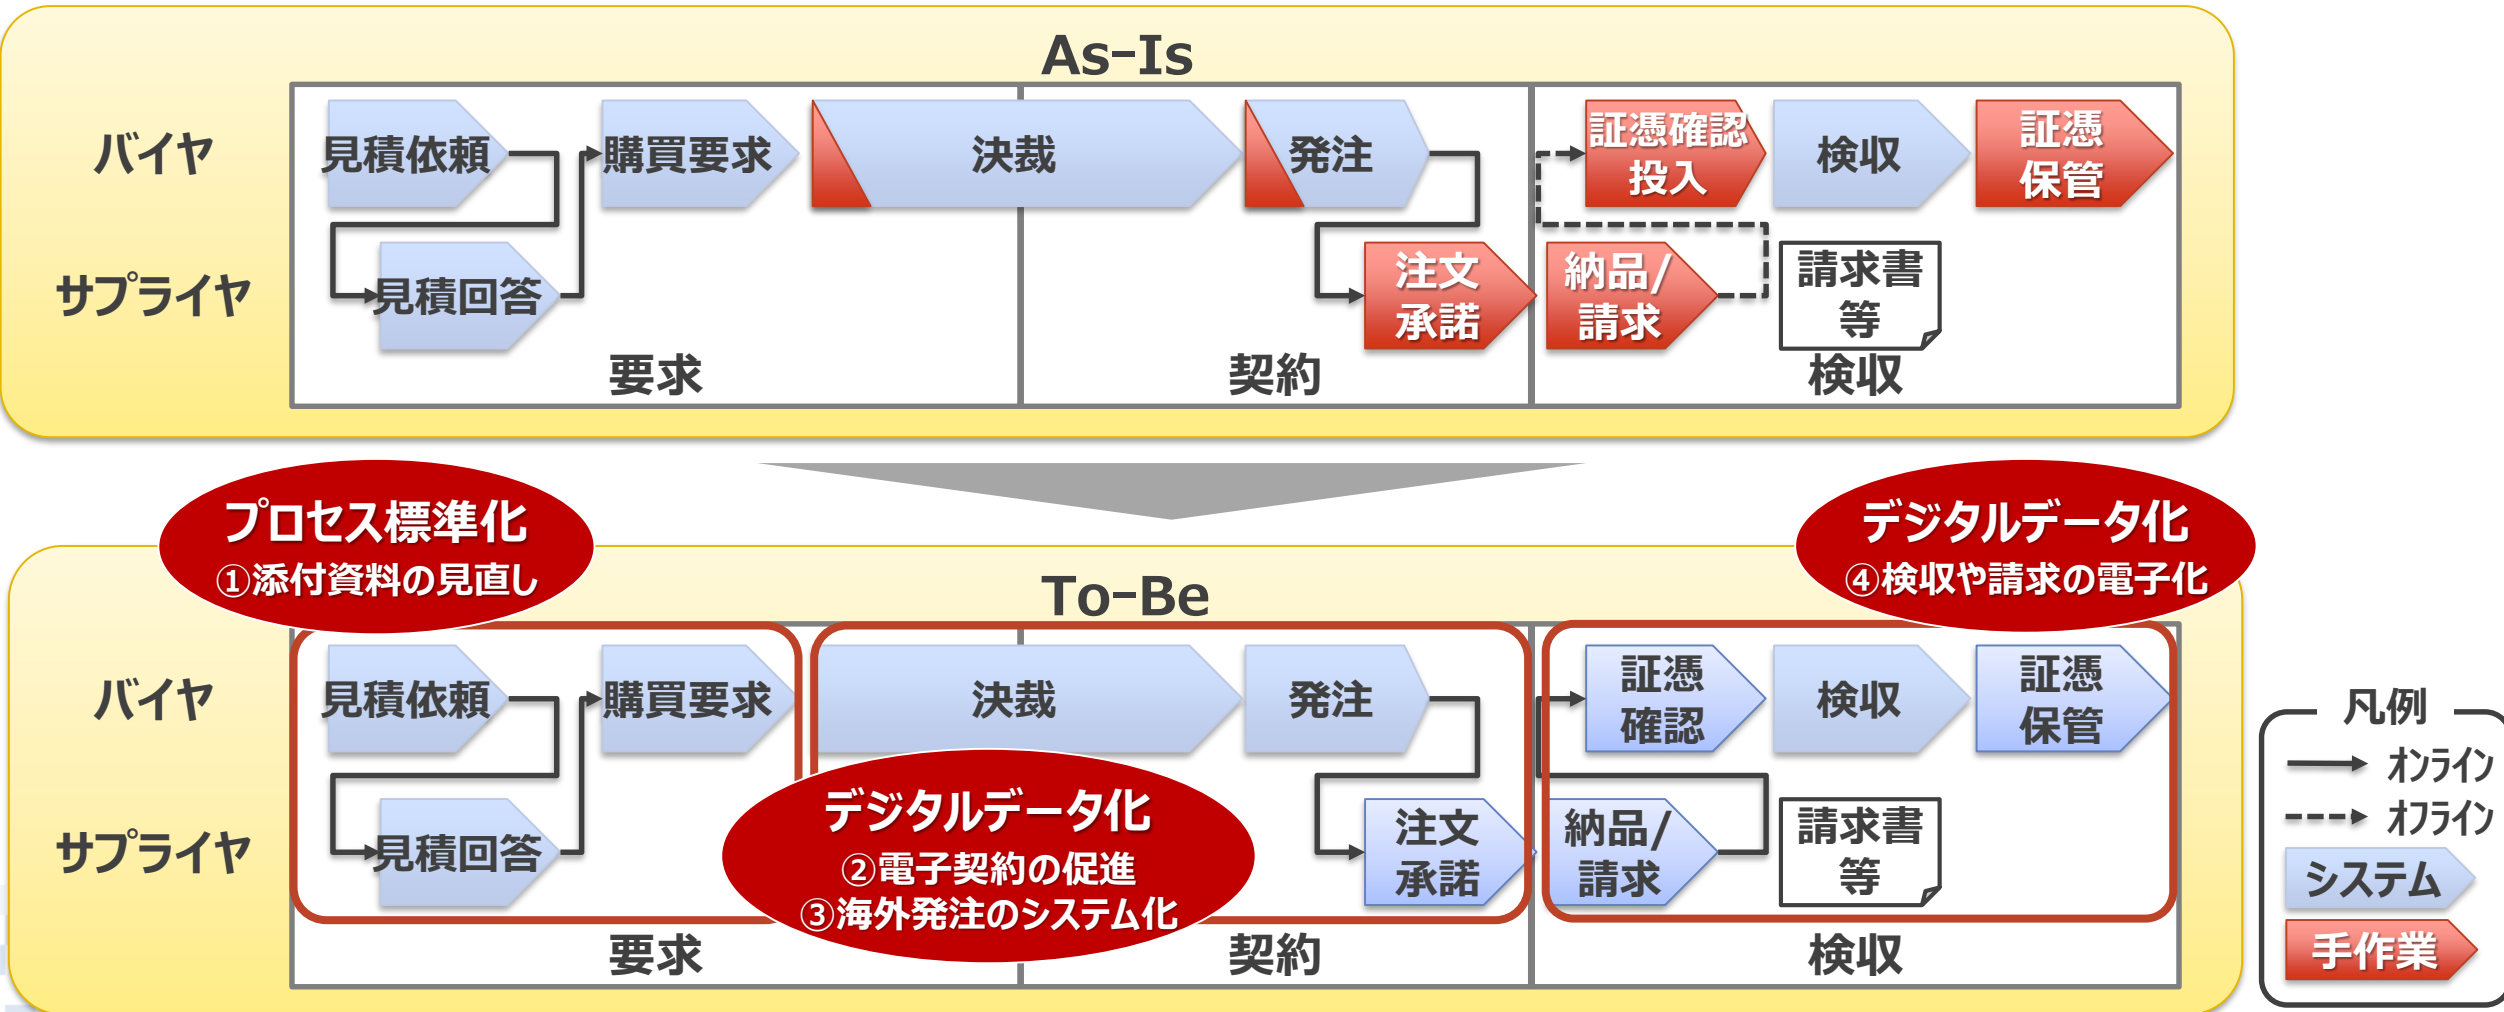 As-Is
バイヤ
見積依頼
購買要求
決裁
発注
証憑確認
投入
検収
証憑
保管
サプライヤ
見積回答
注文
承諾
納品/
請求
請求書
等
要求
契約
検収
プロセス標準化
①添付資料の見直し
デジタルデータ化
④検収や請求の電子化
To-Be
バイヤ
見積依頼
購買要求
決裁
発注
証憑
確認
検収
証憑
保管
サプライヤ
見積回答
デジタルデータ化
②電子契約の促進
③海外発注のシステム化
注文
承諾
納品/
請求
請求書
等
要求
契約
検収
凡例
オンライン
オフライン
システム
手作業